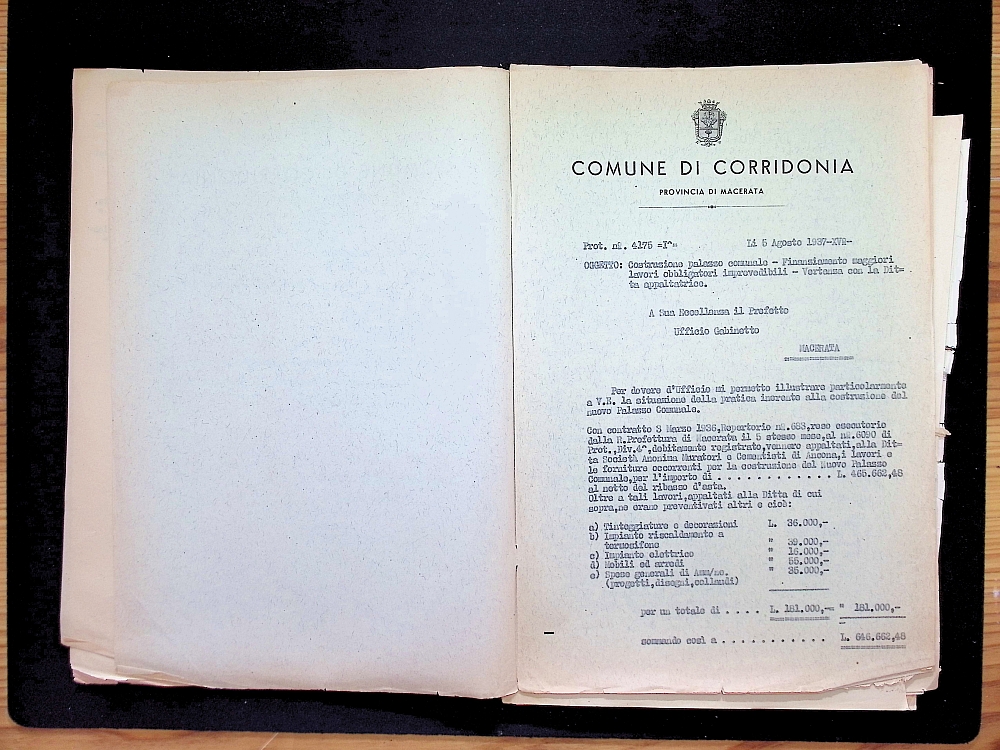 COMUNE DI CORRIDONIA
PROVINCIA DI MACERATA
Prot. nº. 4175 =I^= Li 5 Agosto 1937-XVº-
OGGETTO: Costruzione palazzo comunale - Finanziamento maggiori
lavori obbligatori imprevedibili - Vertenza con la Dit=
ta appaltatrice.
A Sua Eccellenza il Prefetto
Ufficio Gabinetto
MACERATA
Per dovere d'Ufficio mi permetto illustrare particolarmente
a V.E. la situazione della pratica inerente alla costruzione del
nuovo Palazzo Comunale.
Con contratto 3 Marzo 1936,Repertorio nº.683,reso esecutorio
dalla R.Prefettura di Macerata il 5 stesso mese,al nº.6090 di
Prot.,Div.4^,debitamente registrato,vennero appaltati,alla Dit=
ta Società Anonima Muratori e Cementisti di Ancona,i lavori e
le forniture occorrenti per la costruzione del Nuovo Palazzo
Comunale,per l'importo di . . . . . . . . . . . . . L. 465.662,48
al netto del ribasso d'asta.
Oltre a tali lavori,appaltati alla Ditta di cui
sopra,ne erano preventivati altri e cioè:
a) Tinteggiature e decorazioni L. 36.000,-
b) Impianto riscaldamento a
termosifone " 39.000,-
c) Impianto elettrico " 16.000,-
d) Mobili ed arredi " 55.000,-
e) Spese generali di Amm/ne. " 35.000,-
(progetti,disegni,collaudi)
per un totale di . . . . L. 181.000,-= " 181.000,-
sommando così a . . . . . . . . . . . . L. 646.662,48